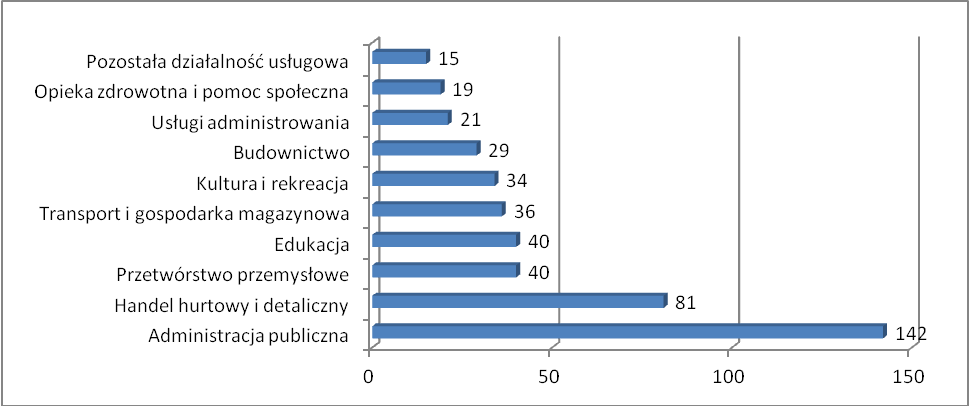 Pozostała działalność usługowa 15
Opieka zdrowotna i pomoc społeczna 19
Usługi administrowania 21
Budownictwo 29
Kultura i rekreacja 34
Transport i gospodarka magazynowa 36
Edukacja 40
Przetwórstwo przemysłowe 40
Handel hurtowy i detaliczny 81
Administracja publiczna 142
0 50 100 150